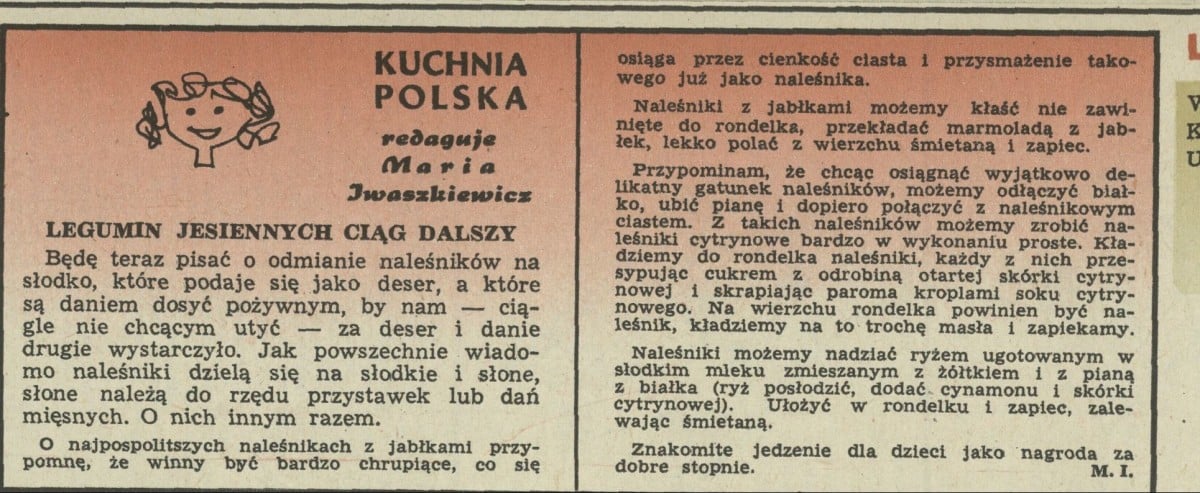 KUCHNIA
POLSKA
redaguje
Maria
Iwaszkiewicz
LEGUMIN JESIENNYCH CIĄG DALSZY
Będę teraz pisać o odmianie naleśników na
słodko, które podaje się jako deser, a które
są daniem dosyć pożywnym, by nam — cią-
gle nie chcącym utyć — za deser i danie
drugie wystarczyło. Jak powszechnie wiado-
mo naleśniki dzielą się na słodkie i słone,
słone należą do rzędu przystawek lub dań
mięsnych. O nich innym razem.
O najpospolitszych naleśnikach z jabłkami przy-
pomnę, że winny być bardzo chrupiące, co się
osiąga przez cienkość ciasta i przysmażenie tako-
wego już jako naleśnika.
Naleśniki z jabłkami możemy kłaść nie zawi-
nięte do rondelka, przekładać marmoladą z jab-
łek, lekko polać z wierzchu śmietaną i zapiec.
Przypominam, że chcąc osiągnąć wyjątkowo de-
likatny gatunek naleśników, możemy odłączyć biał-
ko, ubić pianę i dopiero połączyć z naleśnikowym
ciastem. Z takich naleśników możemy zrobić na-
leśniki cytrynowe bardzo w wykonaniu proste. Kła-
dziemy do rondelka naleśniki, każdy z nich prze-
sypując cukrem z odrobiną otartej skórki cytry-
nowej i skrapiając paroma kroplami soku cytry-
nowego. Na wierzchu rondelka powinien być na-
leśnik, kładziemy na to trochę masła i zapiekamy.
Naleśniki możemy nadziać ryżem ugotowanym w
słodkim mleku zmieszanym z żółtkiem i z pianą
z białka (ryż posłodzić, dodać cynamonu i skórki
cytrynowej). Ułożyć w rondelku i zapiec, zale-
wając śmietaną.
Znakomite jedzenie dla dzieci jako nagroda za
dobre stopnie.
M. I.